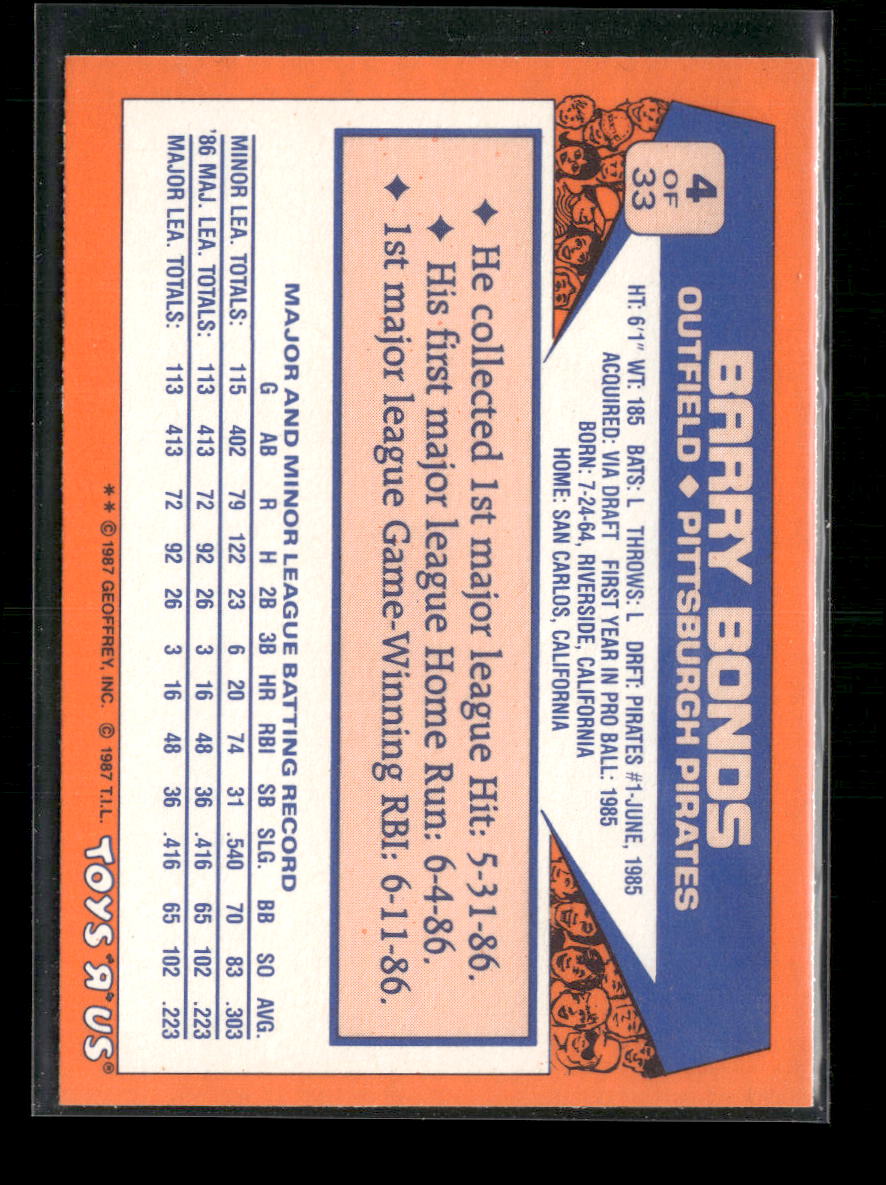 4
OF
33
BARRY BONDS
OUTFIELD ♦ PITTSBURGH PIRATES
HT: 6'1" WT: 185 BATS: L THROWS: L DRFT: PIRATES #1-JUNE, 1985
ACQUIRED: VIA DRAFT FIRST YEAR IN PRO BALL: 1985
BORN: 7-24-64, RIVERSIDE, CALIFORNIA
HOME: SAN CARLOS, CALIFORNIA
♦ He collected 1st major league Hit: 5-31-86.
♦ His first major league Home Run: 6-4-86.
♦ 1st major league Game-Winning RBI: 6-11-86.
MAJOR AND MINOR LEAGUE BATTING RECORD
G AB R H 2B 3B HR RBI SB SLG. BB SO AVG.
MINOR LEA. TOTALS: 115 402 79 122 23 6 20 74 31 .540 70 83 .303
'86 MAJ. LEA. TOTALS: 113 413 72 92 26 3 16 48 36 .416 65 102 .223
MAJOR LEA. TOTALS: 113 413 72 92 26 3 16 48 36 .416 65 102 .223
** © 1987 GEOFFREY, INC. © 1987 T.I.L. TOYS "R" US®